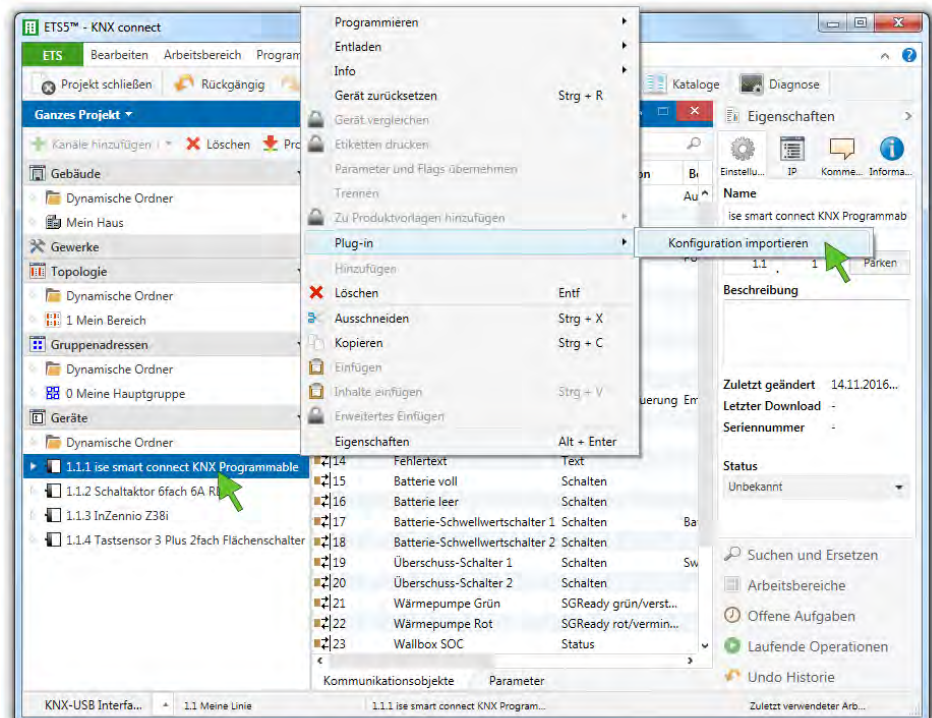 ETS5™ - KNX connect
ETS Bearbeiten Arbeitsbereich Program
Projekt schließen Rückgängig Kataloge Diagnose
Ganzes Projekt
Kanäle hinzufügen Löschen Pro
Gebäude
Dynamische Ordner
Mein Haus
Gewerke
Topologie
Dynamische Ordner
1 Mein Bereich
Gruppenadressen
Dynamische Ordner
0 Meine Hauptgruppe
Geräte
Dynamische Ordner
1.1.1 ise smart connect KNX Programmable
1.1.2 Schaltaktor 6fach 6A
1.1.3 InZennio Z38i
1.1.4 Tastsensor 3 Plus 2fach Flächenschalter
Programmieren
Entladen
Info
Gerät zurücksetzen Strg + R
Gerät vergleichen
Etiketten drucken
Parameter und Flags übernehmen
Trennen
Zu Produktvorlagen hinzufügen
Plug-in
Hinzufügen
Löschen Entf
Ausschneiden Strg + X
Kopieren Strg + C
Einfügen
Inhalte einfügen Strg + V
Erweitertes Einfügen
Eigenschaften Alt + Enter
Konfiguration importieren
on Be
Au
uerung Em
14 Fehlertext Text
15 Batterie voll Schalten
16 Batterie leer Schalten
17 Batterie-Schwellwertschalter 1 Schalten Ba
18 Batterie-Schwellwertschalter 2 Schalten
19 Überschuss-Schalter 1 Schalten Sw
20 Überschuss-Schalter 2 Schalten
21 Wärmepumpe Grün SGReady grün/verst...
22 Wärmepumpe Rot SGReady rot/vermin...
23 Wallbox SOC Status
Kommunikationsobjekte Parameter
Eigenschaften
Einstellu... IP Komme... Informa...
Name
ise smart connect KNX Programmab
1.1 . 1 Parken
Beschreibung
Zuletzt geändert 14.11.2016...
Letzter Download -
Seriennummer -
Status
Unbekannt
Suchen und Ersetzen
Arbeitsbereiche
Offene Aufgaben
Laufende Operationen
Undo Historie
KNX-USB Interfa... 1.1 Meine Linie 1.1.1 ise smart connect KNX Program... Zuletzt verwendeter Arb...